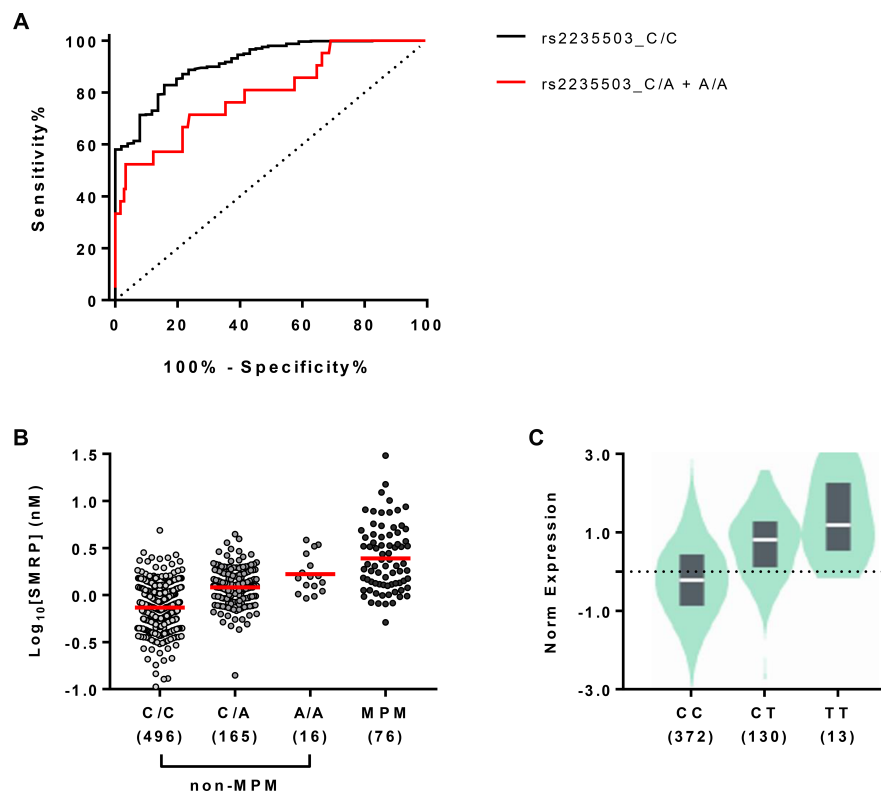 A
100
80
60
40
20
0
Sensitivity%
0 20 40 60 80 100
100% - Specificity%
rs2235503_C/C
rs2235503_C/A + A/A
B
1.5
1.0
0.5
0.0
-0.5
-1.0
Log10[SMRP] (nM)
C/C C/A A/A MPM
(496) (165) (16) (76)
non-MPM
C
3.0
1.0
-1.0
-3.0
Norm Expression
CC CT TT
(372) (130) (13)